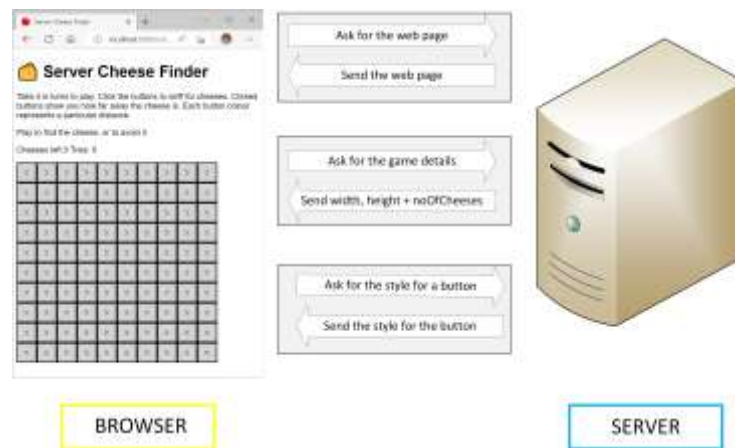 Server Cheese Finder
Server Cheese Finder
Take it in turns to play. Click the buttons to sniff for cheeses. Clicked
buttons show you how far away the cheese is. Each button colour
represents a particular distance.
Play to find the cheese, or to avoid it
Cheeses left
Ask for the web page
Send the web page
Ask for the game details
Send width, height + noOfCheeses
Ask for the style for a button
Send the style for the button
BROWSER
SERVER